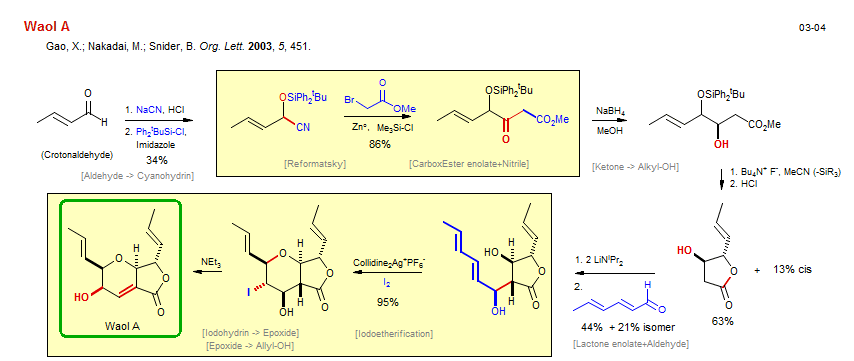 Waol A
03-04
Gao, X.; Nakadai, M.; Snider, B. Org. Lett. 2003, 5, 451.
O
H
(Crotonaldehyde)
1. NaCN, HCl
2. Ph2tBuSi-Cl,
Imidazole
34%
[Aldehyde -> Cyanohydrin]
OSiPh2tBu
CN
[Reformatsky]
O
Br
OMe
Zn°, Me3Si-Cl
86%
OSiPh2tBu
CO2Me
O
[CarboxEster enolate+Nitrile]
NaBH4
MeOH
[Ketone -> Alkyl-OH]
OSiPh2tBu
CO2Me
OH
1. Bu4N+ F-, MeCN (-SiR3)
2. HCl
HO
O
O
63%
+ 13% cis
1. 2 LiNiPr2
2.
H
O
44% + 21% isomer
[Lactone enolate+Aldehyde]
HO
H
O
H
O
OH
Collidine2Ag+PF6-
I2
95%
[Iodoetherification]
H
O
O
I
H
O
OH
[Iodohydrin -> Epoxide]
[Epoxide -> Allyl-OH]
NEt3
H
O
O
HO
O
Waol A